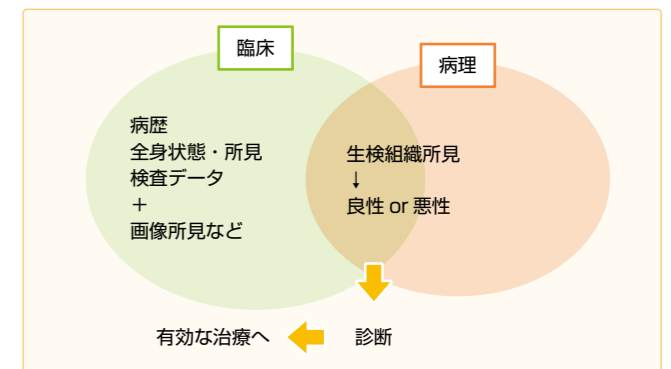 臨床
病理
病歴
全身状態・所見
検査データ
+
画像所見など
生検組織所見
↓
良性 or 悪性
有効な治療へ
診断